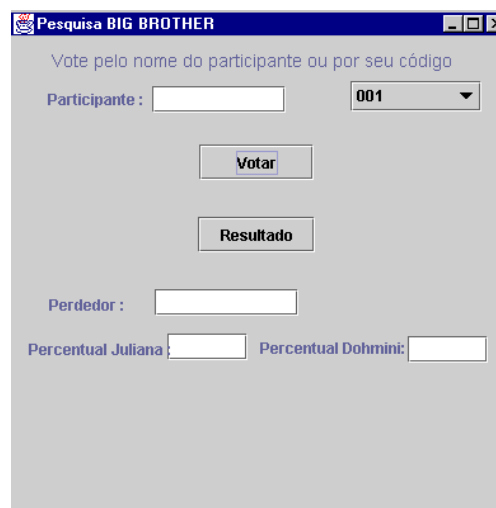 Pesquisa BIG BROTHER
Vote pelo nome do participante ou por seu código
Participante : 001
Votar
Resultado
Perdedor :
Percentual Juliana : Percentual Dohmini: